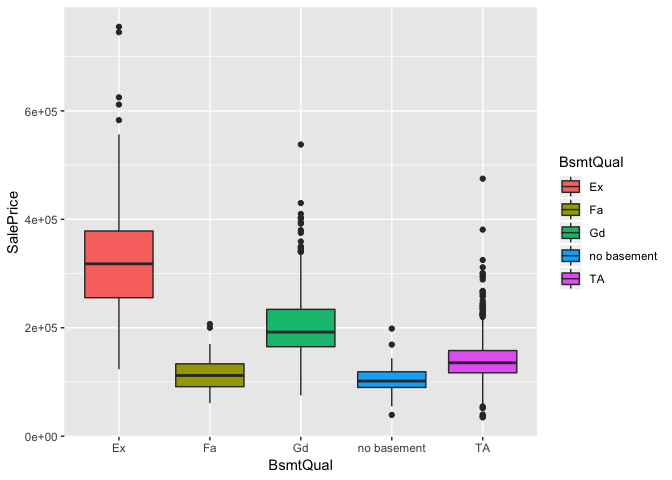 SalePrice
6e+05
4e+05
2e+05
0e+00
Ex
Fa
Gd
no basement
TA
BsmtQual
BsmtQual
Ex
Fa
Gd
no basement
TA